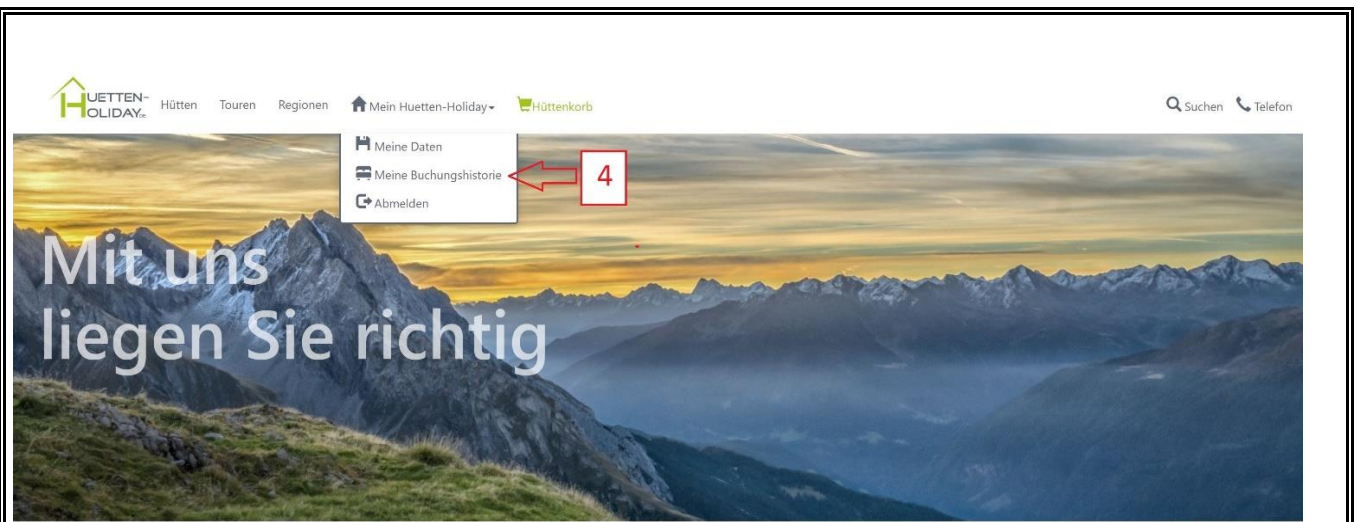 HUETTEN-
HOLIDAY.de
Hütten Touren Regionen Mein Huetten-Holiday Hüttenkorb Suchen Telefon
Meine Daten
Meine Buchungshistorie
4
Abmelden
Mit uns
liegen Sie richtig